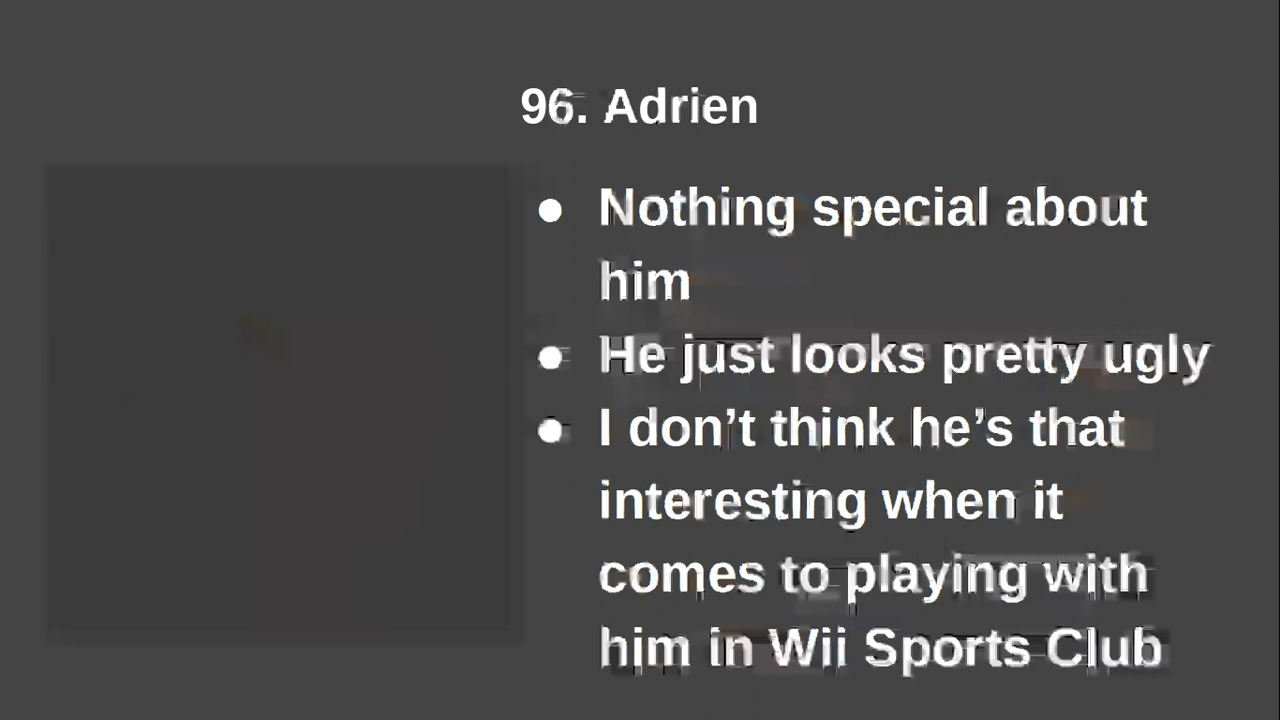 96. Adrien
● Nothing special about
him
● He just looks pretty ugly
● I don’t think he’s that
interesting when it
comes to playing with
him in Wii Sports Club